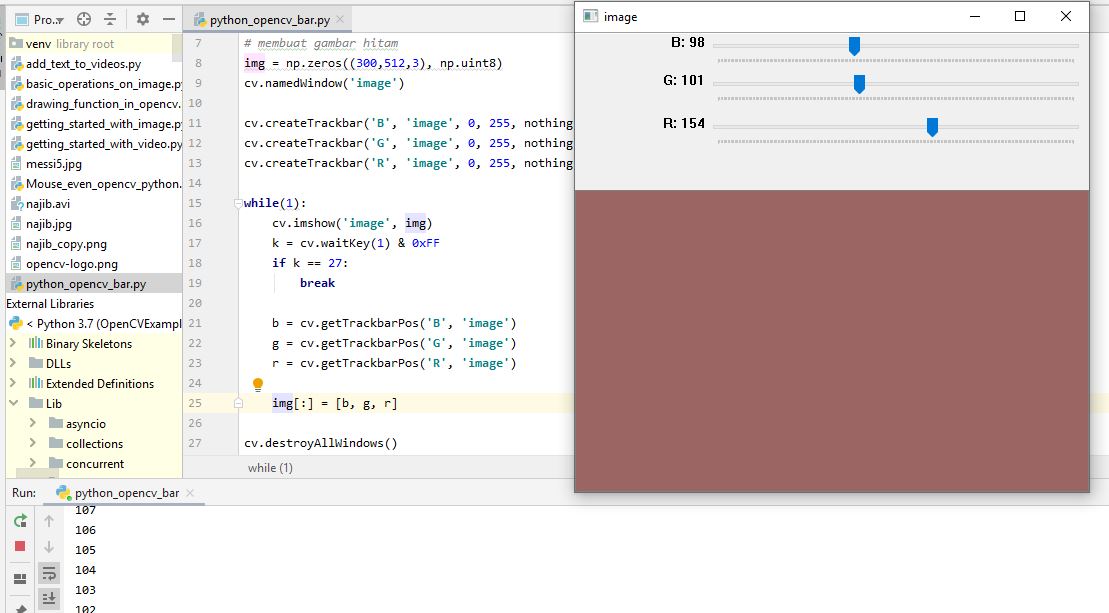 Pro...
venv library root
add_text_to_videos.py
basic_operations_on_image.py
drawing_function_in_opencv.
getting_started_with_image.py
getting_started_with_video.py
messi5.jpg
Mouse_even_opencv_python.
najib.avi
najib.jpg
najib_copy.png
opencv-logo.png
python_opencv_bar.py
External Libraries
< Python 3.7 (OpenCVExampl
Binary Skeletons
DLLs
Extended Definitions
Lib
asyncio
collections
concurrent
python_opencv_bar.py
7 # membuat gambar hitam
8 img = np.zeros((300,512,3), np.uint8)
9 cv.namedWindow('image')
10
11 cv.createTrackbar('B', 'image', 0, 255, nothing
12 cv.createTrackbar('G', 'image', 0, 255, nothing
13 cv.createTrackbar('R', 'image', 0, 255, nothing
14
15 while(1):
16 cv.imshow('image', img)
17 k = cv.waitKey(1) & 0xFF
18 if k == 27:
19 break
20
21 b = cv.getTrackbarPos('B', 'image')
22 g = cv.getTrackbarPos('G', 'image')
23 r = cv.getTrackbarPos('R', 'image')
24
25 img[:] = [b, g, r]
26
27 cv.destroyAllWindows()
while (1)
image
B: 98
G: 101
R: 154
Run: python_opencv_bar
107
106
105
104
103
102